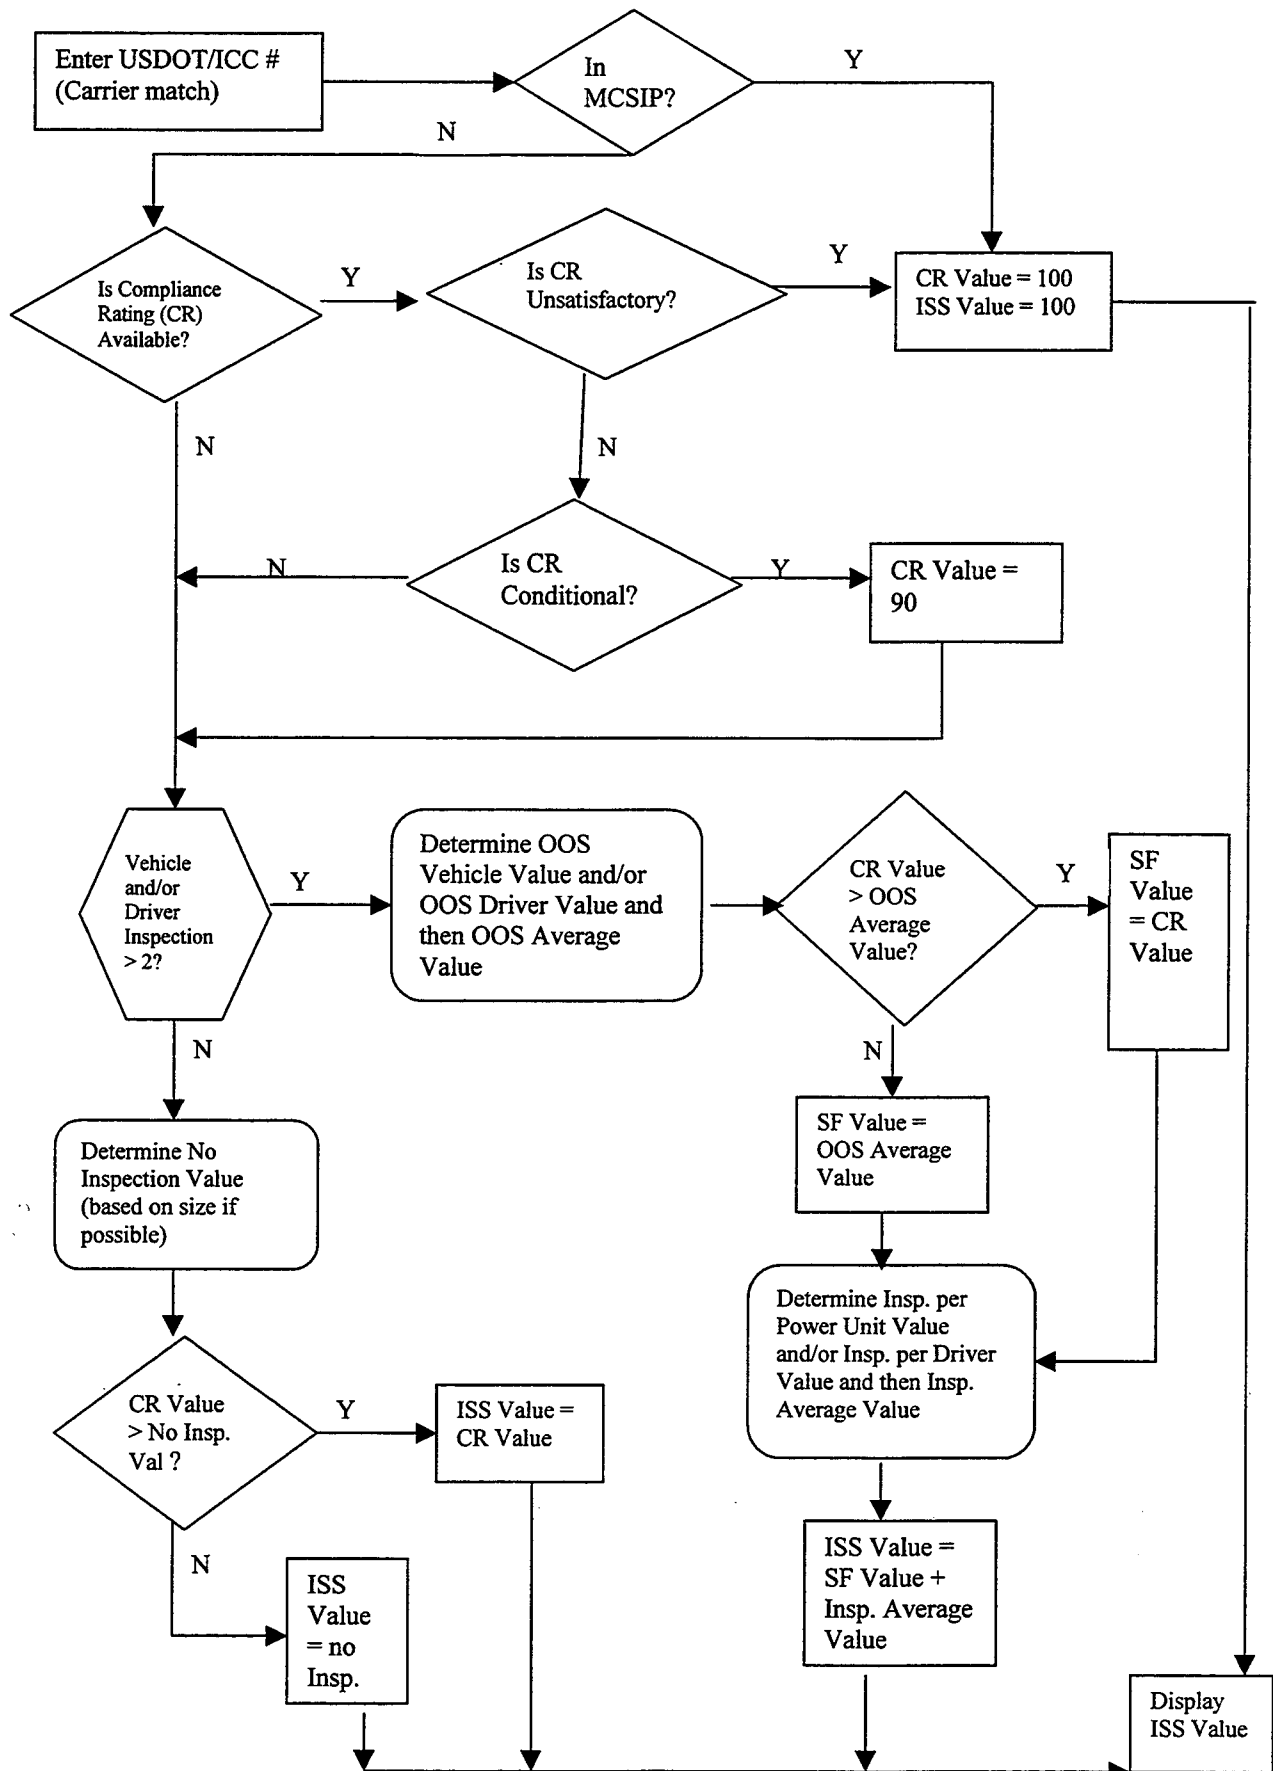 Enter USDOT/ICC #
(Carrier match)
In
MCSIP?
Y
N
Is Compliance
Rating (CR)
Available?
Y
Is CR
Unsatisfactory?
Y
CR Value = 100
ISS Value = 100
N
N
Is CR
Conditional?
N
Y
CR Value =
90
Vehicle
and/or
Driver
Inspection
> 2?
Y
Determine OOS
Vehicle Value and/or
OOS Driver Value and
then OOS Average
Value
CR Value
> OOS
Average
Value?
Y
SF
Value
= CR
Value
N
N
SF Value =
OOS Average
Value
Determine No
Inspection Value
(based on size if
possible)
Determine Insp. per
Power Unit Value
and/or Insp. per Driver
Value and then Insp.
Average Value
CR Value
> No Insp.
Val ?
Y
ISS Value =
CR Value
N
ISS
Value
= no
Insp.
ISS Value =
SF Value +
Insp. Average
Value
Display
ISS Value